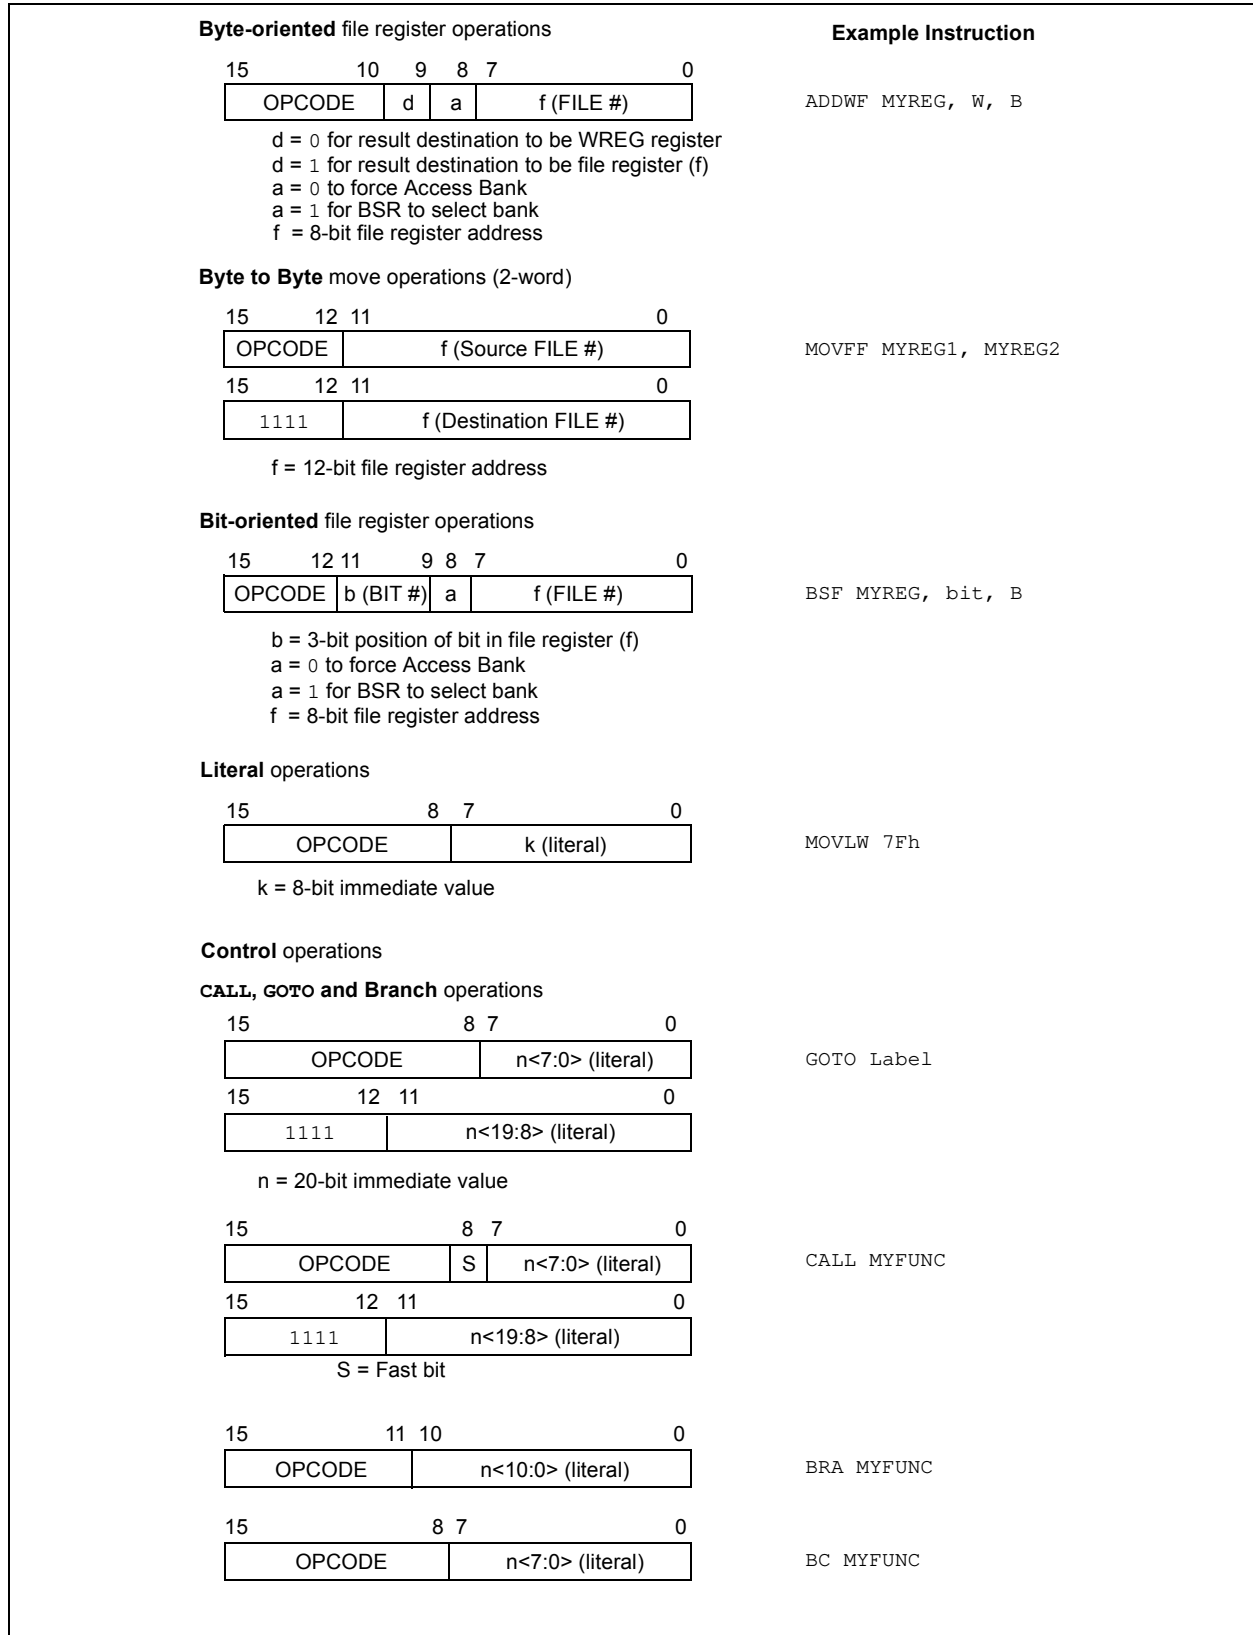 Byte-oriented file register operations
Example Instruction
15 10 9 8 7 0
OPCODE d a f (FILE #)
ADDWF MYREG, W, B
d = 0 for result destination to be WREG register
d = 1 for result destination to be file register (f)
a = 0 to force Access Bank
a = 1 for BSR to select bank
f = 8-bit file register address
Byte to Byte move operations (2-word)
15 12 11 0
OPCODE f (Source FILE #)
MOVFF MYREG1, MYREG2
15 12 11 0
1111 f (Destination FILE #)
f = 12-bit file register address
Bit-oriented file register operations
15 12 11 9 8 7 0
OPCODE b (BIT #) a f (FILE #)
BSF MYREG, bit, B
b = 3-bit position of bit in file register (f)
a = 0 to force Access Bank
a = 1 for BSR to select bank
f = 8-bit file register address
Literal operations
15 8 7 0
OPCODE k (literal)
MOVLW 7Fh
k = 8-bit immediate value
Control operations
CALL, GOTO and Branch operations
15 8 7 0
OPCODE n<7:0> (literal)
GOTO Label
15 12 11 0
1111 n<19:8> (literal)
n = 20-bit immediate value
15 8 7 0
OPCODE S n<7:0> (literal)
CALL MYFUNC
15 12 11 0
1111 n<19:8> (literal)
S = Fast bit
15 11 10 0
OPCODE n<10:0> (literal)
BRA MYFUNC
15 8 7 0
OPCODE n<7:0> (literal)
BC MYFUNC